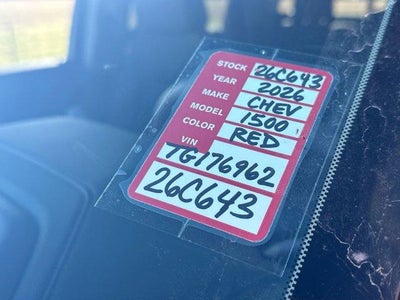 STOCK 26C643
YEAR 2026
MAKE CHEV
MODEL 1500
COLOR RED
VIN TG176962
26C643